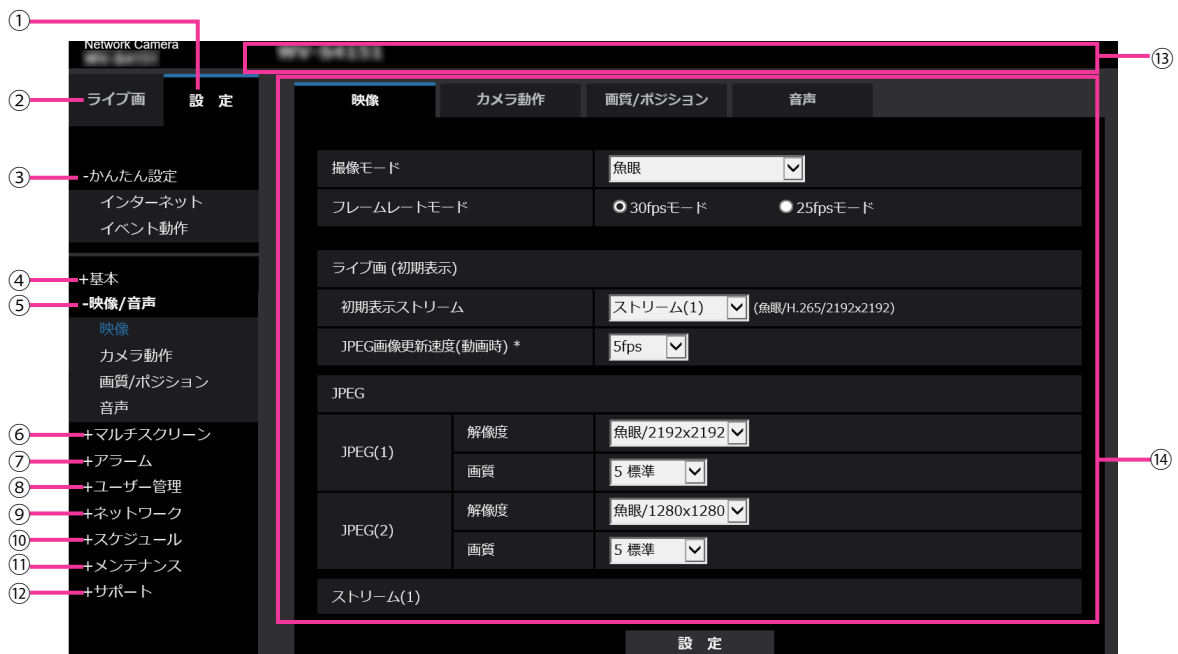 ①
Network Camera
⑬
② ライブ画 設 定
映像 カメラ動作 画質/ポジション 音声
③ -かんたん設定
インターネット
イベント動作
④ +基本
⑤ -映像/音声
映像
カメラ動作
画質/ポジション
音声
⑥ +マルチスクリーン
⑦ +アラーム
⑧ +ユーザー管理
⑨ +ネットワーク
⑩ +スケジュール
⑪ +メンテナンス
⑫ +サポート
撮像モード 魚眼
フレームレートモード 30fpsモード 25fpsモード
ライブ画 (初期表示)
初期表示ストリーム ストリーム(1) (魚眼/H.265/2192x2192)
JPEG画像更新速度(動画時) * 5fps
JPEG
JPEG(1) 解像度 魚眼/2192x2192
画質 5 標準
JPEG(2) 解像度 魚眼/1280x1280
画質 5 標準
ストリーム(1)
⑭
設 定